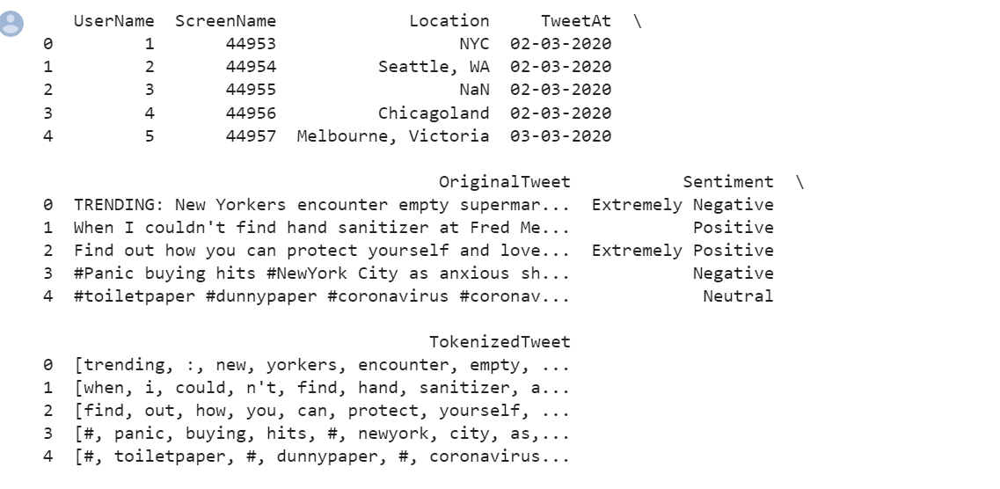 UserName  ScreenName             Location     TweetAt  \
0         1       44953                  NYC  02-03-2020
1         2       44954          Seattle, WA  02-03-2020
2         3       44955                  NaN  02-03-2020
3         4       44956          Chicagoland  02-03-2020
4         5       44957  Melbourne, Victoria  03-03-2020
OriginalTweet           Sentiment  \
0  TRENDING: New Yorkers encounter empty supermar...  Extremely Negative
1  When I couldn't find hand sanitizer at Fred Me...            Positive
2  Find out how you can protect yourself and love...  Extremely Positive
3  #Panic buying hits #NewYork City as anxious sh...            Negative
4  #toiletpaper #dunnypaper #coronavirus #coronav...             Neutral
TokenizedTweet
0  [trending, :, new, yorkers, encounter, empty, ...
1  [when, i, could, n't, find, hand, sanitizer, a...
2  [find, out, how, you, can, protect, yourself, ...
3  [#, panic, buying, hits, #, newyork, city, as,...
4  [#, toiletpaper, #, dunnypaper, #, coronavirus...